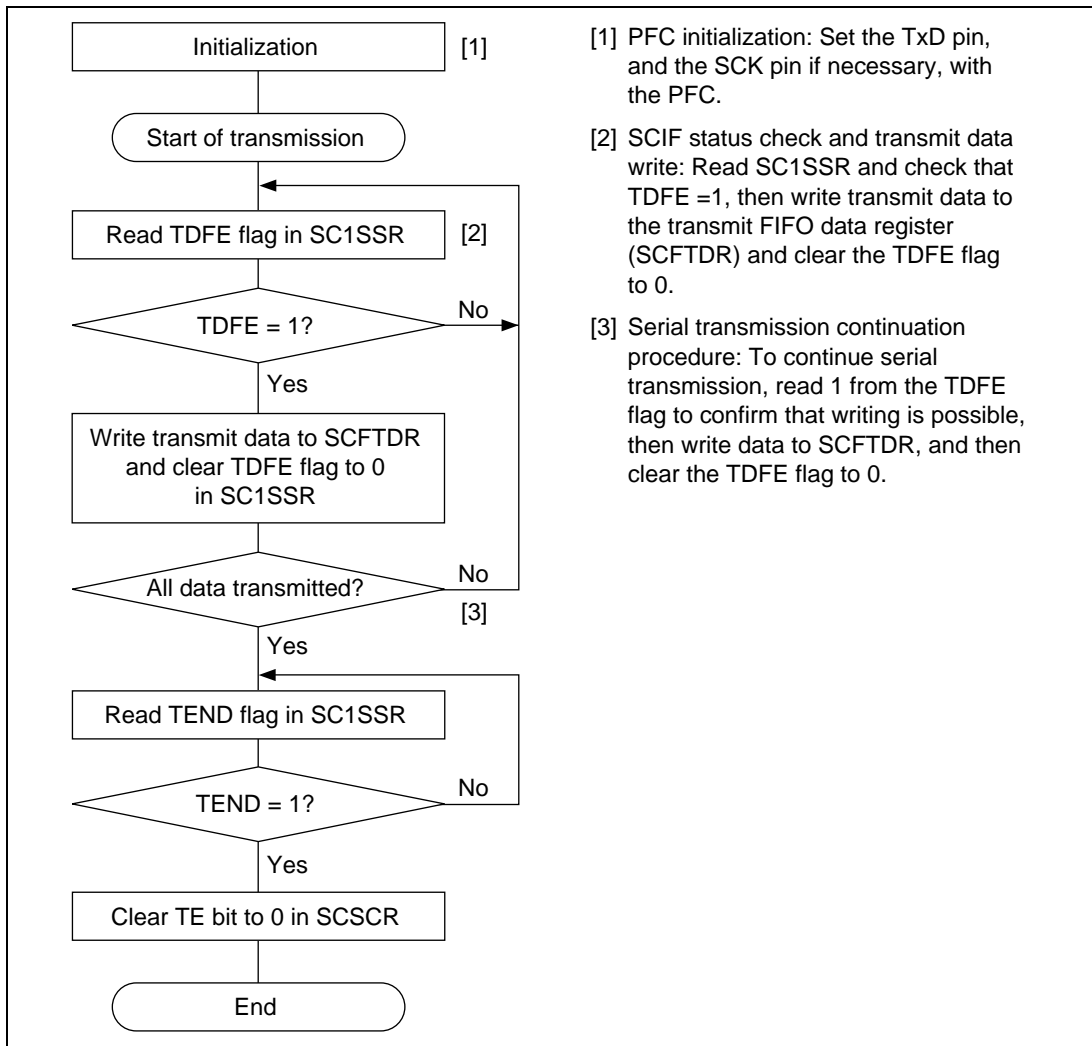 Initialization
[1]
Start of transmission
Read TDFE flag in SC1SSR
[2]
TDFE = 1?
No
Yes
Write transmit data to SCFTDR
and clear TDFE flag to 0
in SC1SSR
All data transmitted?
No
[3]
Yes
Read TEND flag in SC1SSR
TEND = 1?
No
Yes
Clear TE bit to 0 in SCSCR
End
[1] PFC initialization: Set the TxD pin,
and the SCK pin if necessary, with
the PFC.
[2] SCIF status check and transmit data
write: Read SC1SSR and check that
TDFE =1, then write transmit data to
the transmit FIFO data register
(SCFTDR) and clear the TDFE flag
to 0.
[3] Serial transmission continuation
procedure: To continue serial
transmission, read 1 from the TDFE
flag to confirm that writing is possible,
then write data to SCFTDR, and then
clear the TDFE flag to 0.